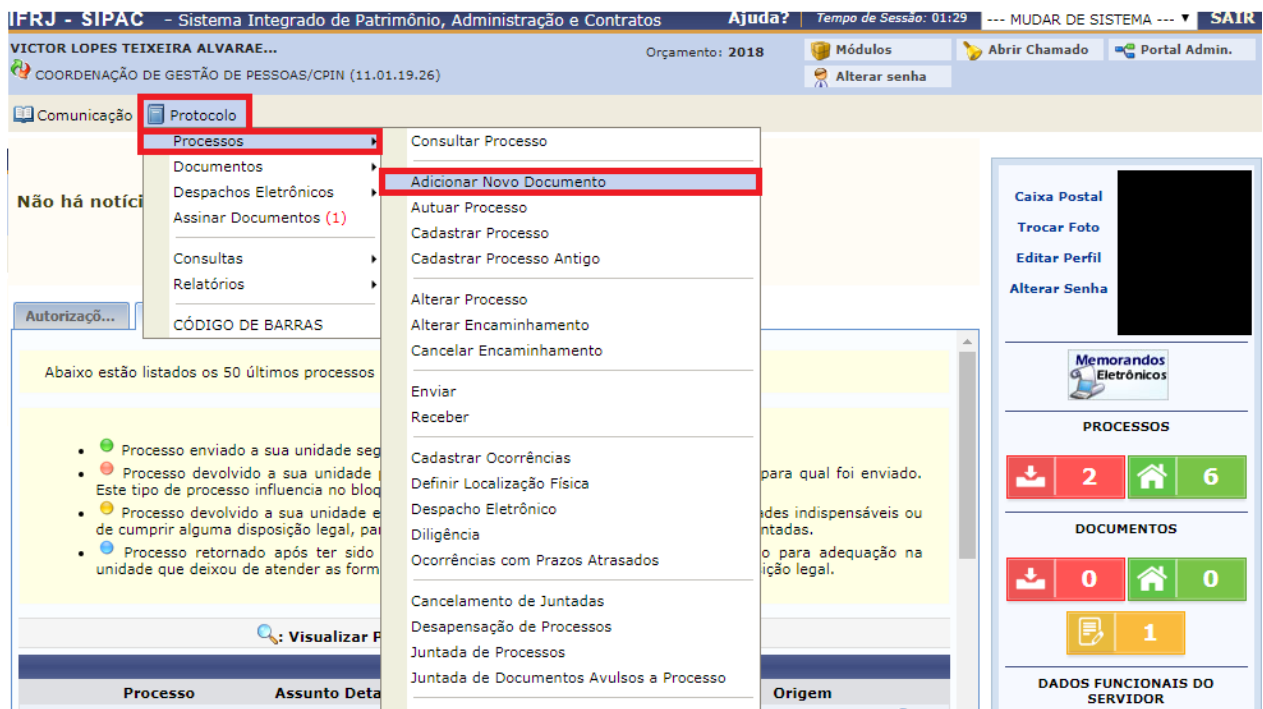 IFRJ - SIPAC - Sistema Integrado de Patrimônio, Administração e Contratos Ajuda? Tempo de Sessão: 01:29 --- MUDAR DE SISTEMA --- SAIR
VICTOR LOPES TEIXEIRA ALVARAE... Orçamento: 2018 Módulos Abrir Chamado Portal Admin.
COORDENAÇÃO DE GESTÃO DE PESSOAS/CPIN (11.01.19.26) Alterar senha
Comunicação Protocolo
Processos
Documentos
Despachos Eletrônicos
Assinar Documentos (1)
Consultas
Relatórios
CÓDIGO DE BARRAS
Consultar Processo
Adicionar Novo Documento
Autuar Processo
Cadastrar Processo
Cadastrar Processo Antigo
Alterar Processo
Alterar Encaminhamento
Cancelar Encaminhamento
Enviar
Receber
Cadastrar Ocorrências
Definir Localização Física
Despacho Eletrônico
Diligência
Ocorrências com Prazos Atrasados
Cancelamento de Juntadas
Desapensação de Processos
Juntada de Processos
Juntada de Documentos Avulsos a Processo
Não há notíci
Autorizaçõ...
Abaixo estão listados os 50 últimos processos
Processo enviado a sua unidade seg
Processo devolvido a sua unidade para qual foi enviado.
Este tipo de processo influencia no bloq
Processo devolvido a sua unidade e ades indispensáveis ou
de cumprir alguma disposição legal, par ntadas.
Processo retornado após ter sido o para adequação na
unidade que deixou de atender as form ição legal.
: Visualizar P
Processo Assunto Deta Origem
Caixa Postal
Trocar Foto
Editar Perfil
Alterar Senha
Memorandos
Eletrônicos
PROCESSOS
2 6
DOCUMENTOS
0 0
1
DADOS FUNCIONAIS DO
SERVIDOR